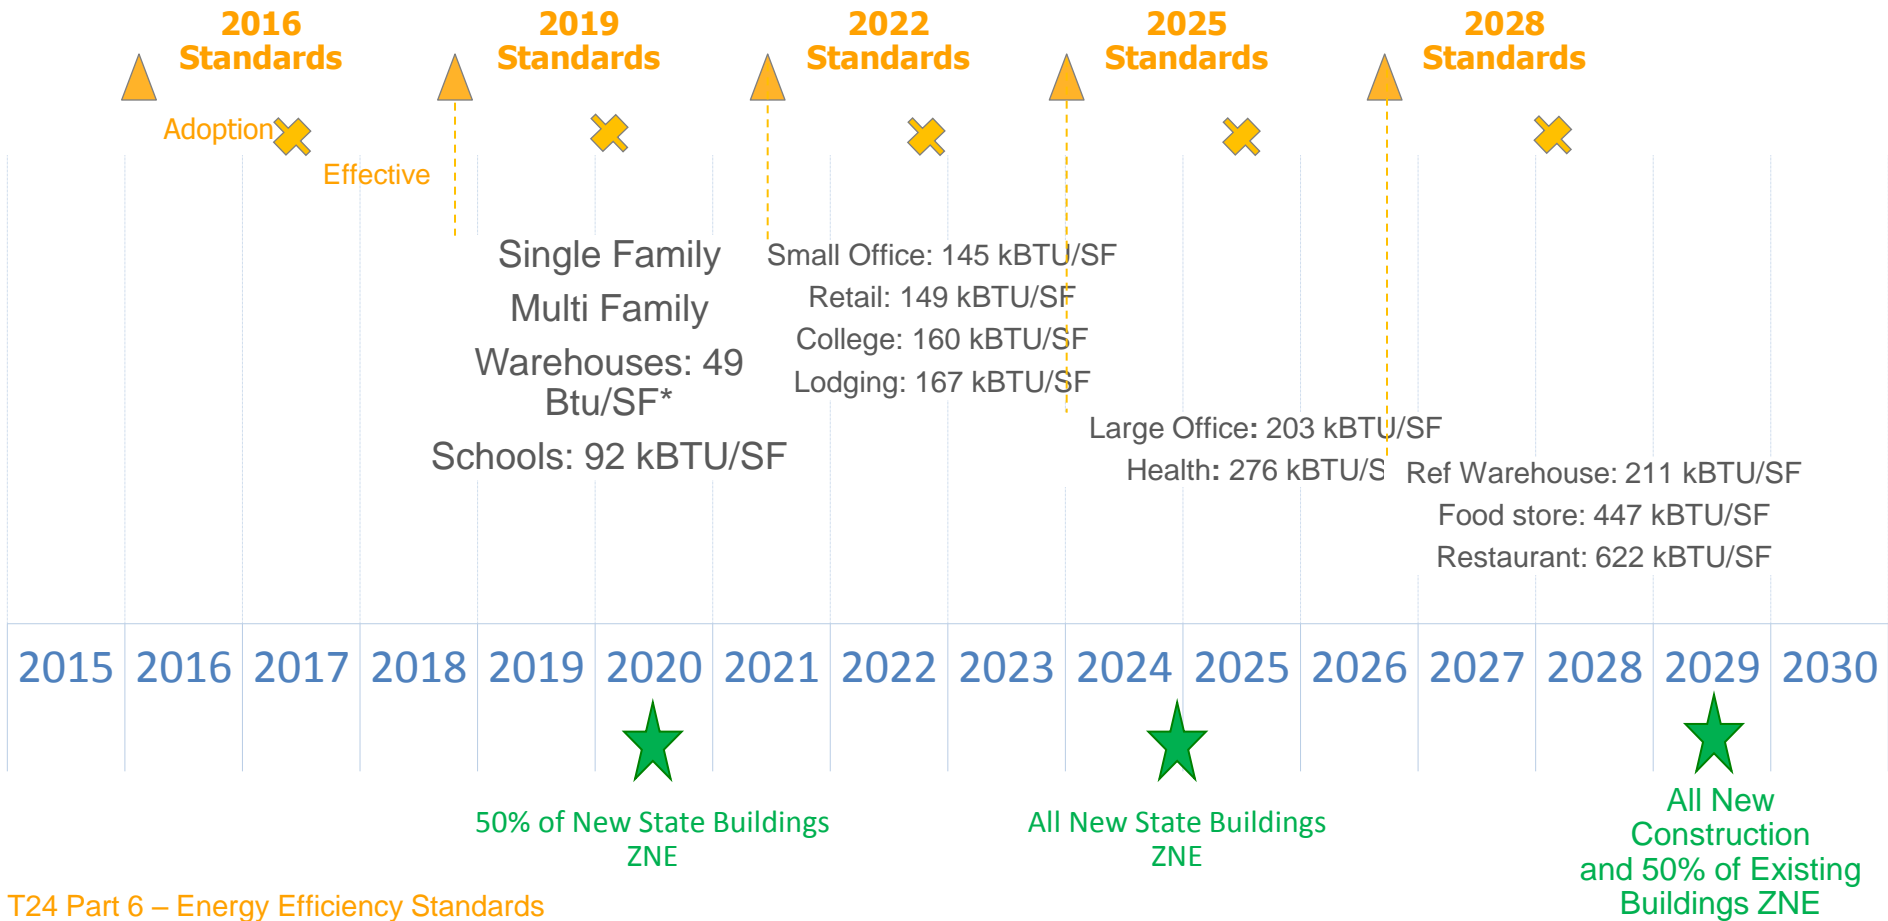 2016
Standards
2019
Standards
2022
Standards
2025
Standards
2028
Standards
Adoption
Effective
Single Family
Multi Family
Warehouses: 49
Btu/SF*
Schools: 92 kBTU/SF
Small Office: 145 kBTU/SF
Retail: 149 kBTU/SF
College: 160 kBTU/SF
Lodging: 167 kBTU/SF
Large Office: 203 kBTU/SF
Health: 276 kBTU/S
Ref Warehouse: 211 kBTU/SF
Food store: 447 kBTU/SF
Restaurant: 622 kBTU/SF
2015 2016 2017 2018 2019 2020 2021 2022 2023 2024 2025 2026 2027 2028 2029 2030
50% of New State Buildings
ZNE
All New State Buildings
ZNE
All New
Construction
and 50% of Existing
Buildings ZNE
T24 Part 6 – Energy Efficiency Standards